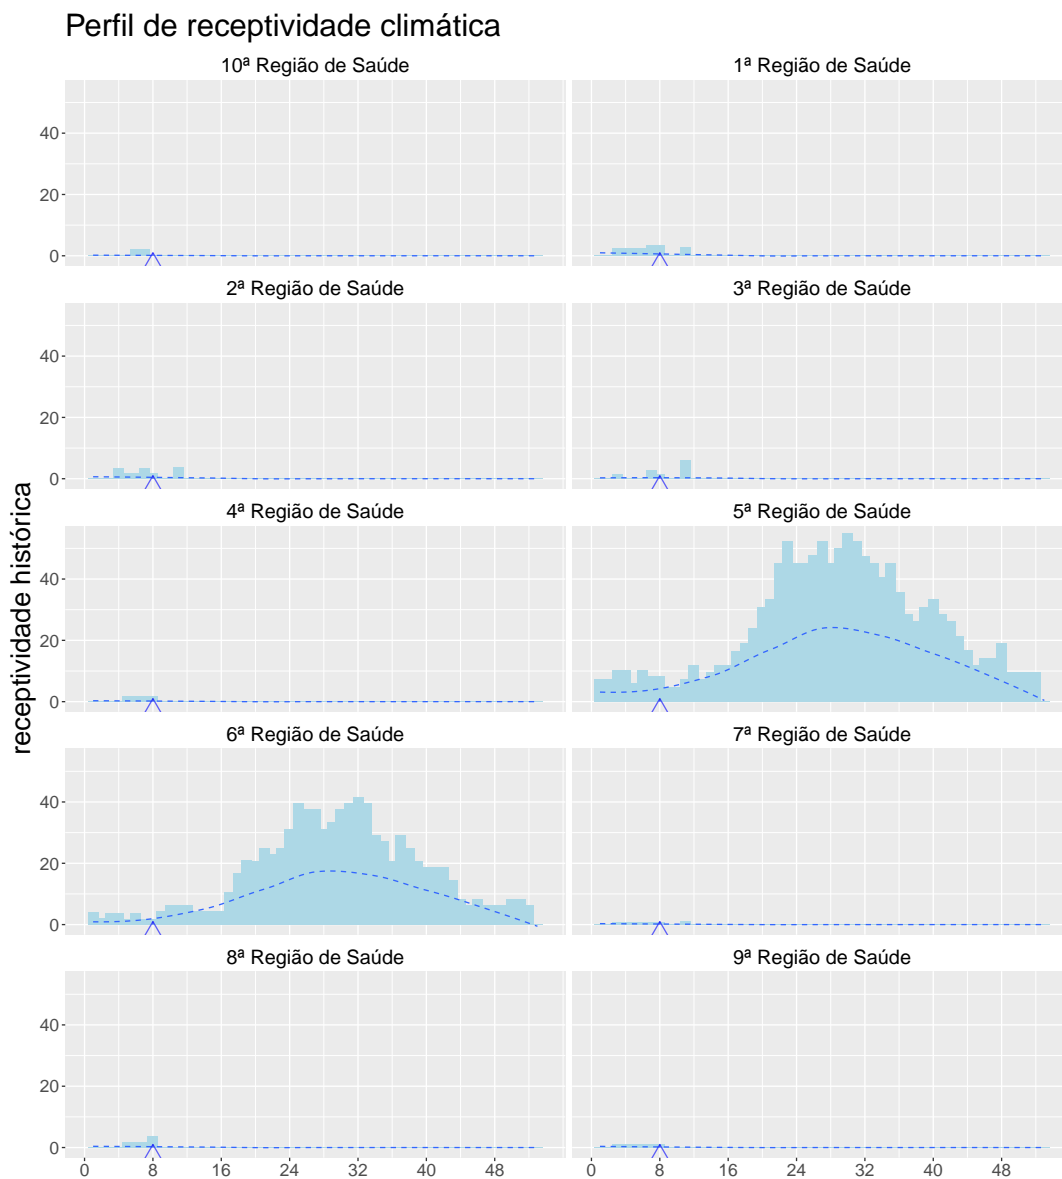 Perfil de receptividade climática
10ª Região de Saúde
1ª Região de Saúde
40
20
0
2ª Região de Saúde
3ª Região de Saúde
40
20
0
4ª Região de Saúde
5ª Região de Saúde
40
20
0
receptividade histórica
6ª Região de Saúde
7ª Região de Saúde
40
20
0
8ª Região de Saúde
9ª Região de Saúde
40
20
0
0 8 16 24 32 40 48 0 8 16 24 32 40 48